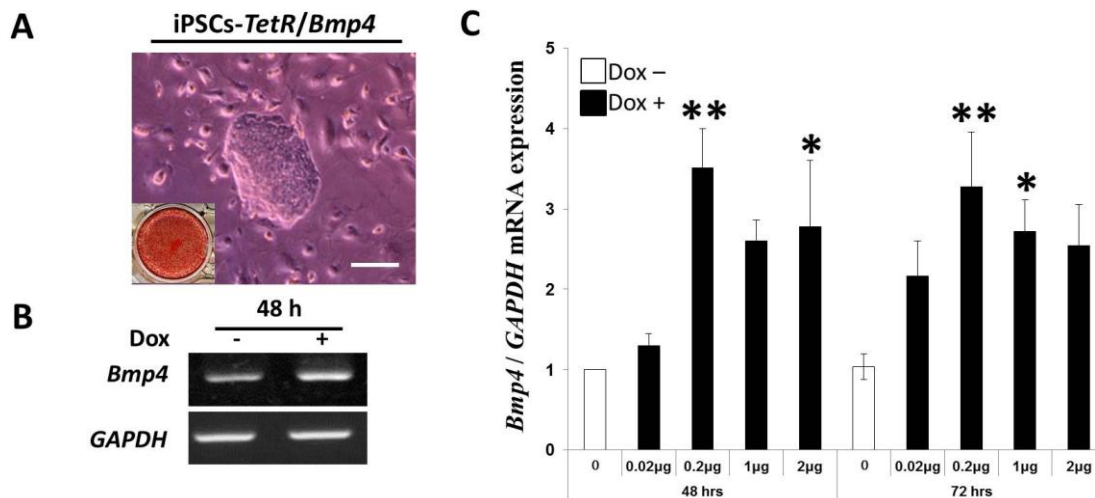 A
iPSCs-TetR/Bmp4
B
48 h
Dox - +
Bmp4
GAPDH
C
Bmp4 / GAPDH mRNA expression
5
4
3
2
1
0
Dox –
Dox +
** * ** *
0 0.02µg 0.2µg 1µg 2µg 0 0.02µg 0.2µg 1µg 2µg
48 hrs 72 hrs